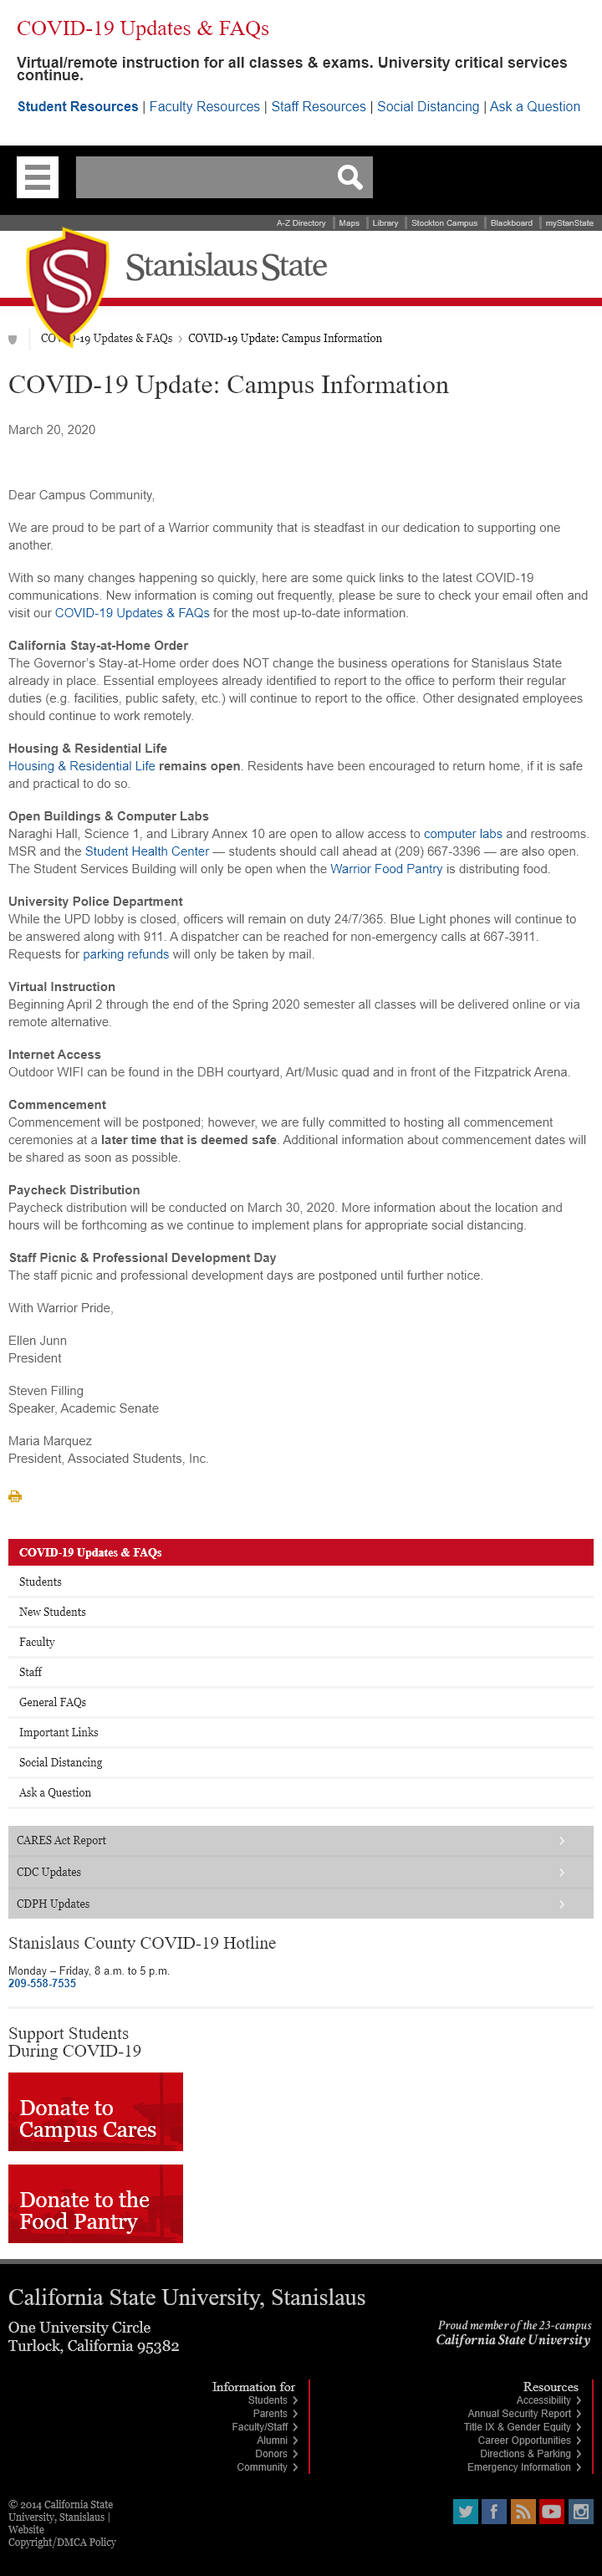 COVID-19 Updates & FAQs
Virtual/remote instruction for all classes & exams. University critical services
continue.
Student Resources | Faculty Resources | Staff Resources | Social Distancing | Ask a Question
A-Z Directory
Maps
Library
Stockton Campus
Blackboard
myStanState
S
Stanislaus State
COVID-19 Updates & FAQs
COVID-19 Update: Campus Information
COVID-19 Update: Campus Information
March 20, 2020
Dear Campus Community,
We are proud to be part of a Warrior community that is steadfast in our dedication to supporting one
another.
With so many changes happening so quickly, here are some quick links to the latest COVID-19
communications. New information is coming out frequently, please be sure to check your email often and
visit our COVID-19 Updates & FAQs for the most up-to-date information.
California Stay-at-Home Order
The Governor's Stay-at-Home order does NOT change the business operations for Stanislaus State
already in place. Essential employees already identified to report to the office to perform their regular
duties (e.g. facilities, public safety, etc.) will continue to report to the office. Other designated employees
should continue to work remotely.
Housing & Residential Life
Housing & Residential Life remains open. Residents have been encouraged to return home, if it is safe
and practical to do so.
Open Buildings & Computer Labs
Naraghi Hall, Science 1, and Library Annex 10 are open to allow access to computer labs and restrooms.
MSR and the Student Health Center — students should call ahead at (209) 667-3396 — are also open.
The Student Services Building will only be open when the Warrior Food Pantry is distributing food.
University Police Department
While the UPD lobby is closed, officers will remain on duty 24/7/365. Blue Light phones will continue to
be answered along with 911. A dispatcher can be reached for non-emergency calls at 667-3911.
Requests for parking refunds will only be taken by mail.
Virtual Instruction
Beginning April 2 through the end of the Spring 2020 semester all classes will be delivered online or via
remote alternative.
Internet Access
Outdoor WIFI can be found in the DBH courtyard, Art/Music quad and in front of the Fitzpatrick Arena.
Commencement
Commencement will be postponed; however, we are fully committed to hosting all commencement
ceremonies at a later time that is deemed safe. Additional information about commencement dates will
be shared as soon as possible.
Paycheck Distribution
Paycheck distribution will be conducted on March 30, 2020. More information about the location and
hours will be forthcoming as we continue to implement plans for appropriate social distancing.
Staff Picnic & Professional Development Day
The staff picnic and professional development days are postponed until further notice.
With Warrior Pride,
Ellen Junn
President
Steven Filling
Speaker, Academic Senate
Maria Marquez
President, Associated Students, Inc.
COVID-19 Updates & FAQs
Students
New Students
Faculty
Staff
General FAQs
Important Links
Social Distancing
Ask a Question
CARES Act Report
CDC Updates
CDPH Updates
Stanislaus County COVID-19 Hotline
Monday – Friday, 8 a.m. to 5 p.m.
209-558-7535
Support Students
During COVID-19
Donate to
Campus Cares
Donate to the
Food Pantry
California State University, Stanislaus
One University Circle
Turlock, California 95382
Proud member of the 23-campus
California State University
Information for
Students
Parents
Faculty/Staff
Alumni
Donors
Community
Resources
Accessibility
Annual Security Report
Title IX & Gender Equity
Career Opportunities
Directions & Parking
Emergency Information
© 2014 California State
University, Stanislaus |
Website
Copyright/DMCA Policy